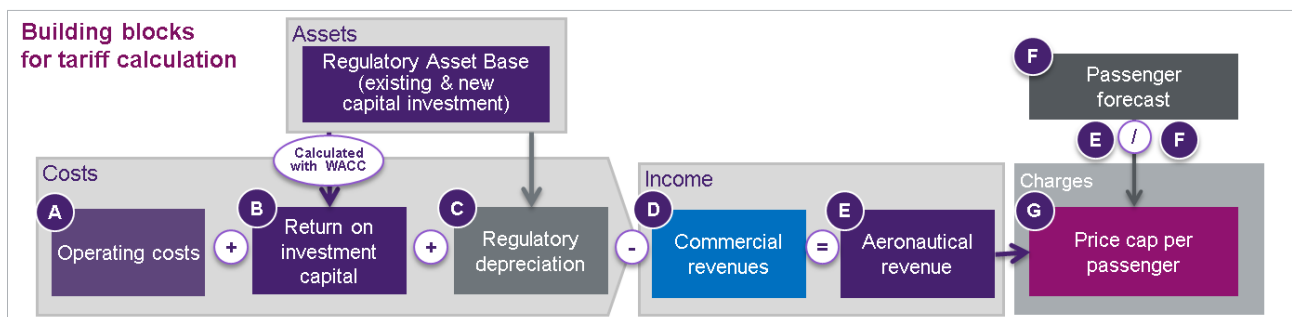 Building blocks
for tariff calculation
Assets
Regulatory Asset Base
(existing & new
capital investment)
Calculated
with WACC
F
Passenger
forecast
E / F
Costs
A
Operating costs
+
B
Return on
investment
capital
+
C
Regulatory
depreciation
-
Income
D
Commercial
revenues
=
E
Aeronautical
revenue
Charges
G
Price cap per
passenger